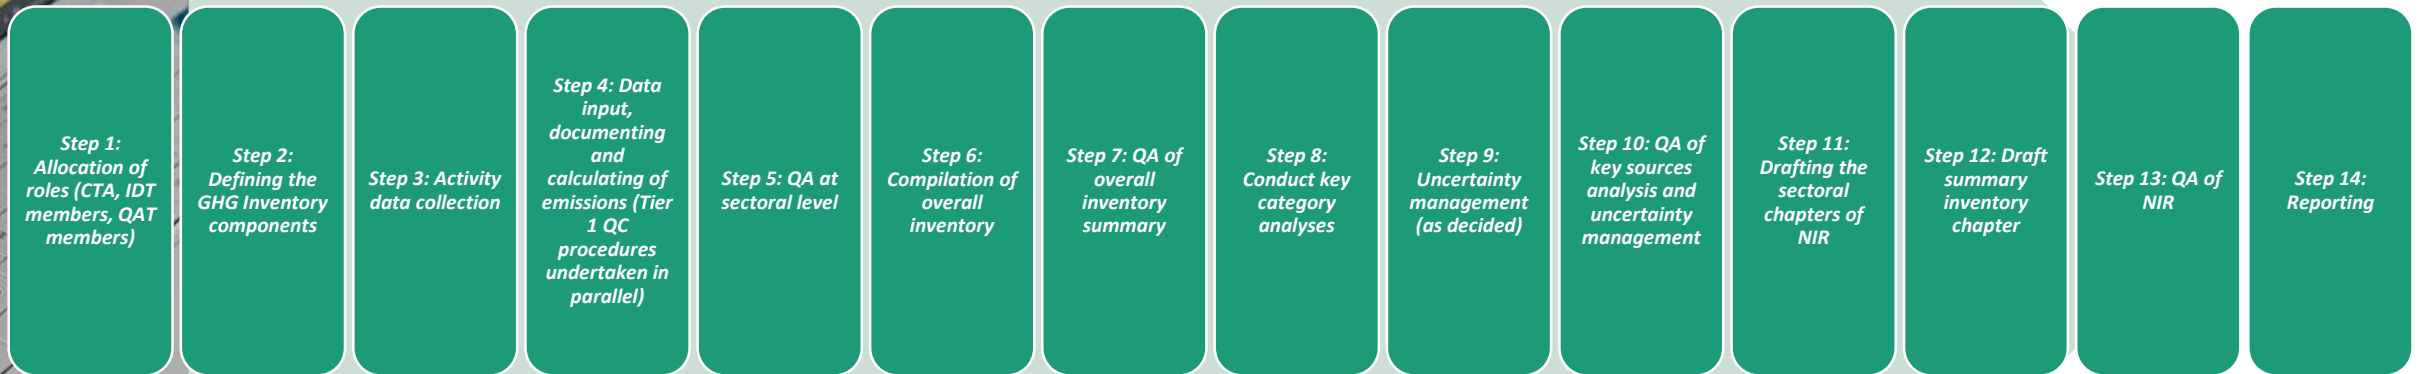 Step 1:
Allocation of
roles (CTA, IDT
members, QAT
members)
Step 2:
Defining the
GHG Inventory
components
Step 3: Activity
data collection
Step 4: Data
input,
documenting
and
calculating of
emissions (Tier
1 QC
procedures
undertaken in
parallel)
Step 5: QA at
sectoral level
Step 6:
Compilation of
overall
inventory
Step 7: QA of
overall
inventory
summary
Step 8:
Conduct key
category
analyses
Step 9:
Uncertainty
management
(as decided)
Step 10: QA of
key sources
analysis and
uncertainty
management
Step 11:
Drafting the
sectoral
chapters of
NIR
Step 12: Draft
summary
inventory
chapter
Step 13: QA of
NIR
Step 14:
Reporting